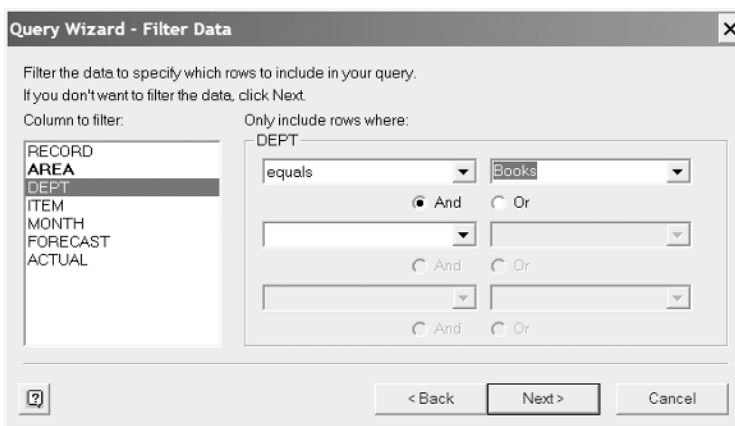 Query Wizard - Filter Data
Filter the data to specify which rows to include in your query.
If you don't want to filter the data, click Next.
Column to filter:
Only include rows where:
RECORD
AREA
DEPT
ITEM
MONTH
FORECAST
ACTUAL
DEPT
equals Books
And Or
And Or
And Or
< Back Next > Cancel